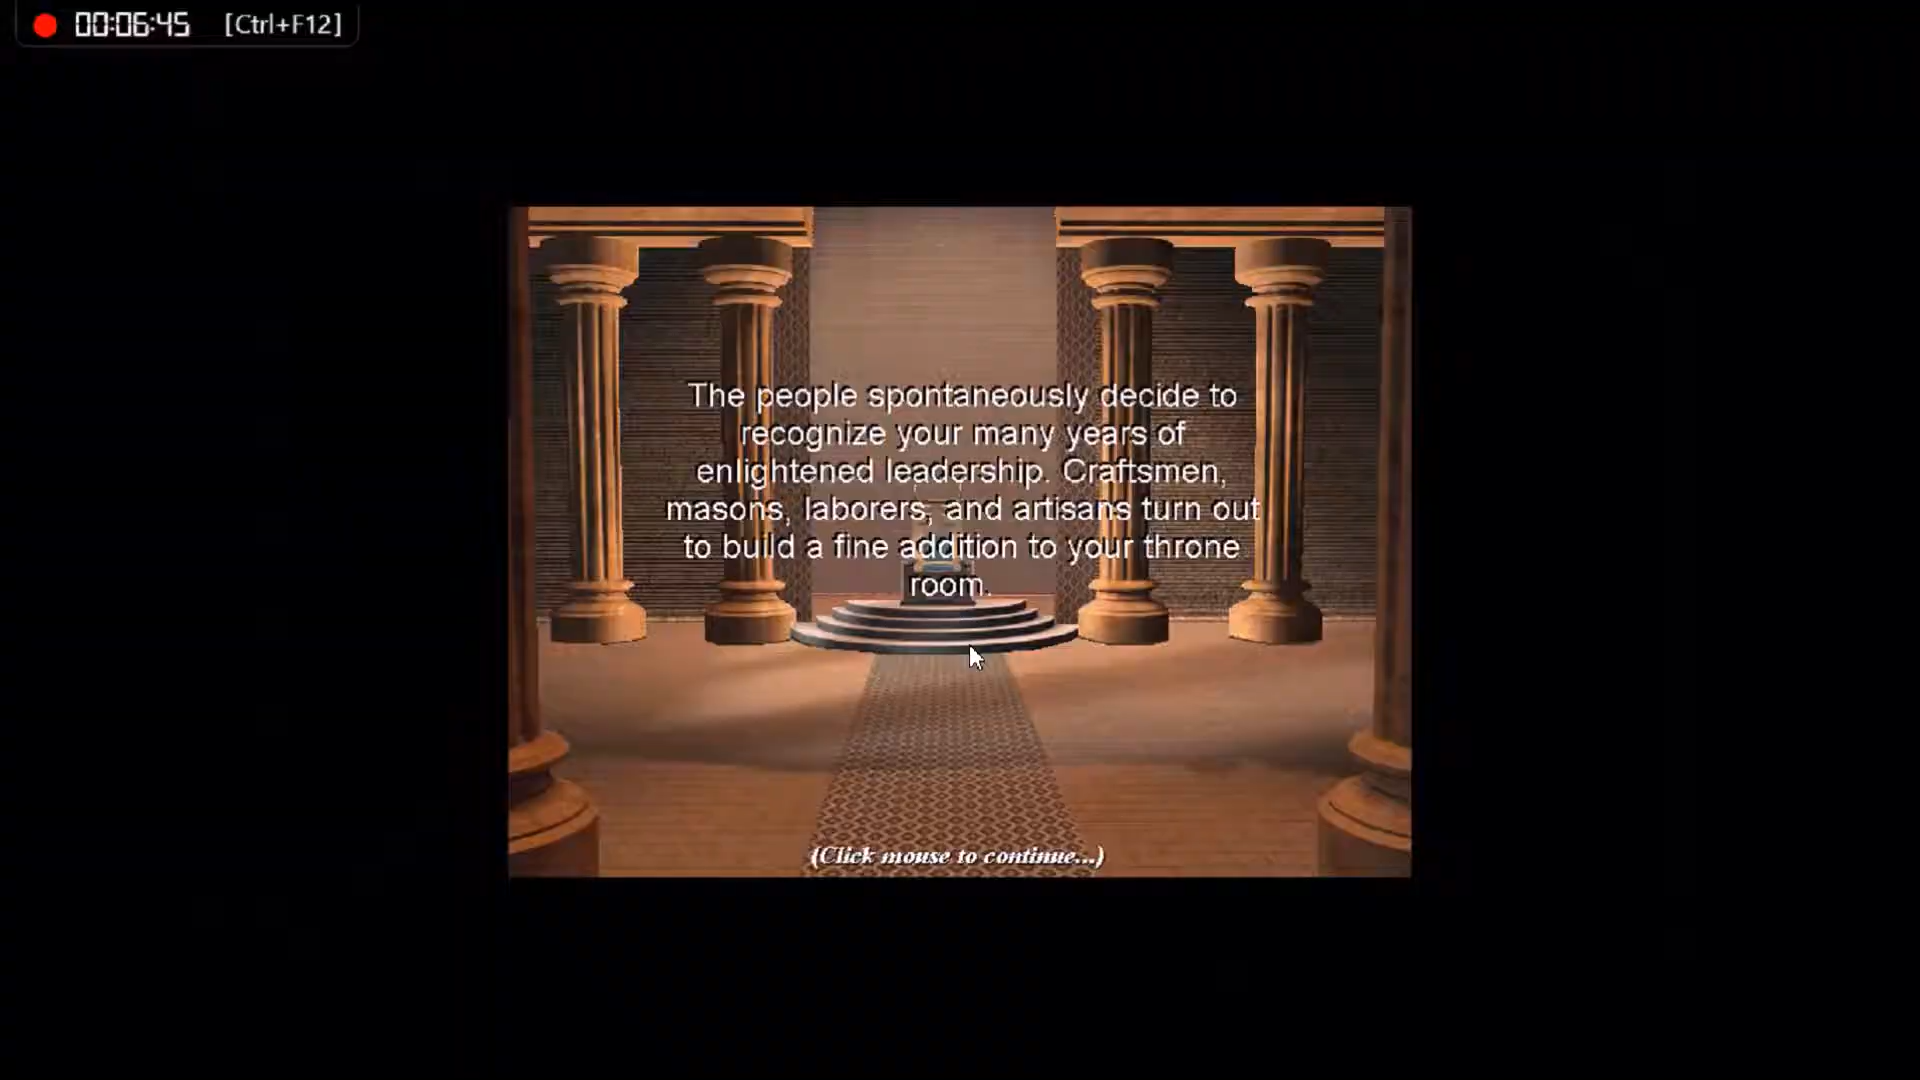 00:06:45 [Ctrl+F12]
The people spontaneously decide to
recognize your many years of
enlightened leadership. Craftsmen,
masons, laborers, and artisans turn out
to build a fine addition to your throne
room.
(Click mouse to continue...)